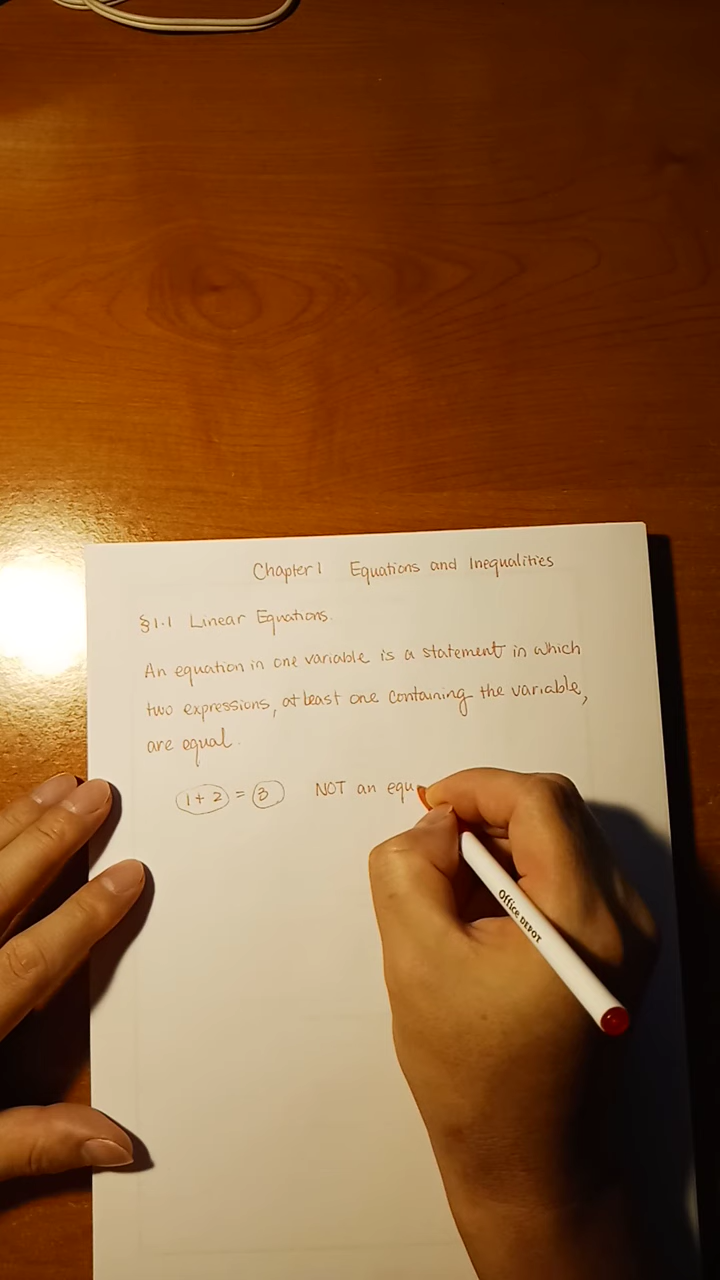 Chapter 1 Equations and Inequalities
§1.1 Linear Equations.
An equation in one variable is a statement in which
two expressions, at least one containing the variable,
are equal.
1 + 2 = 3 NOT an equ
Office DEPOT